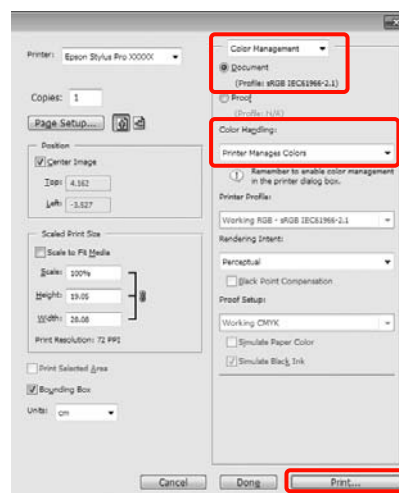 Printer: Epson Stylus Pro XXXXX
Copies: 1
Page Setup...
Position
Center Image
Top: 4.162
Left: -3.527
Scaled Print Size
Scale to Fit Media
Scale: 100%
Height: 19.05
Width: 28.08
Print Resolution: 72 PPI
Print Selected Area
Bounding Box
Units: cm
Color Management
Document
(Profile: sRGB IEC61966-2.1)
Proof
(Profile: N/A)
Color Handling:
Printer Manages Colors
Remember to enable color management
in the printer dialog box.
Printer Profile:
Working RGB - sRGB IEC61966-2.1
Rendering Intent:
Perceptual
Black Point Compensation
Proof Setup:
Working CMYK
Simulate Paper Color
Simulate Black Ink
Cancel
Done
Print...